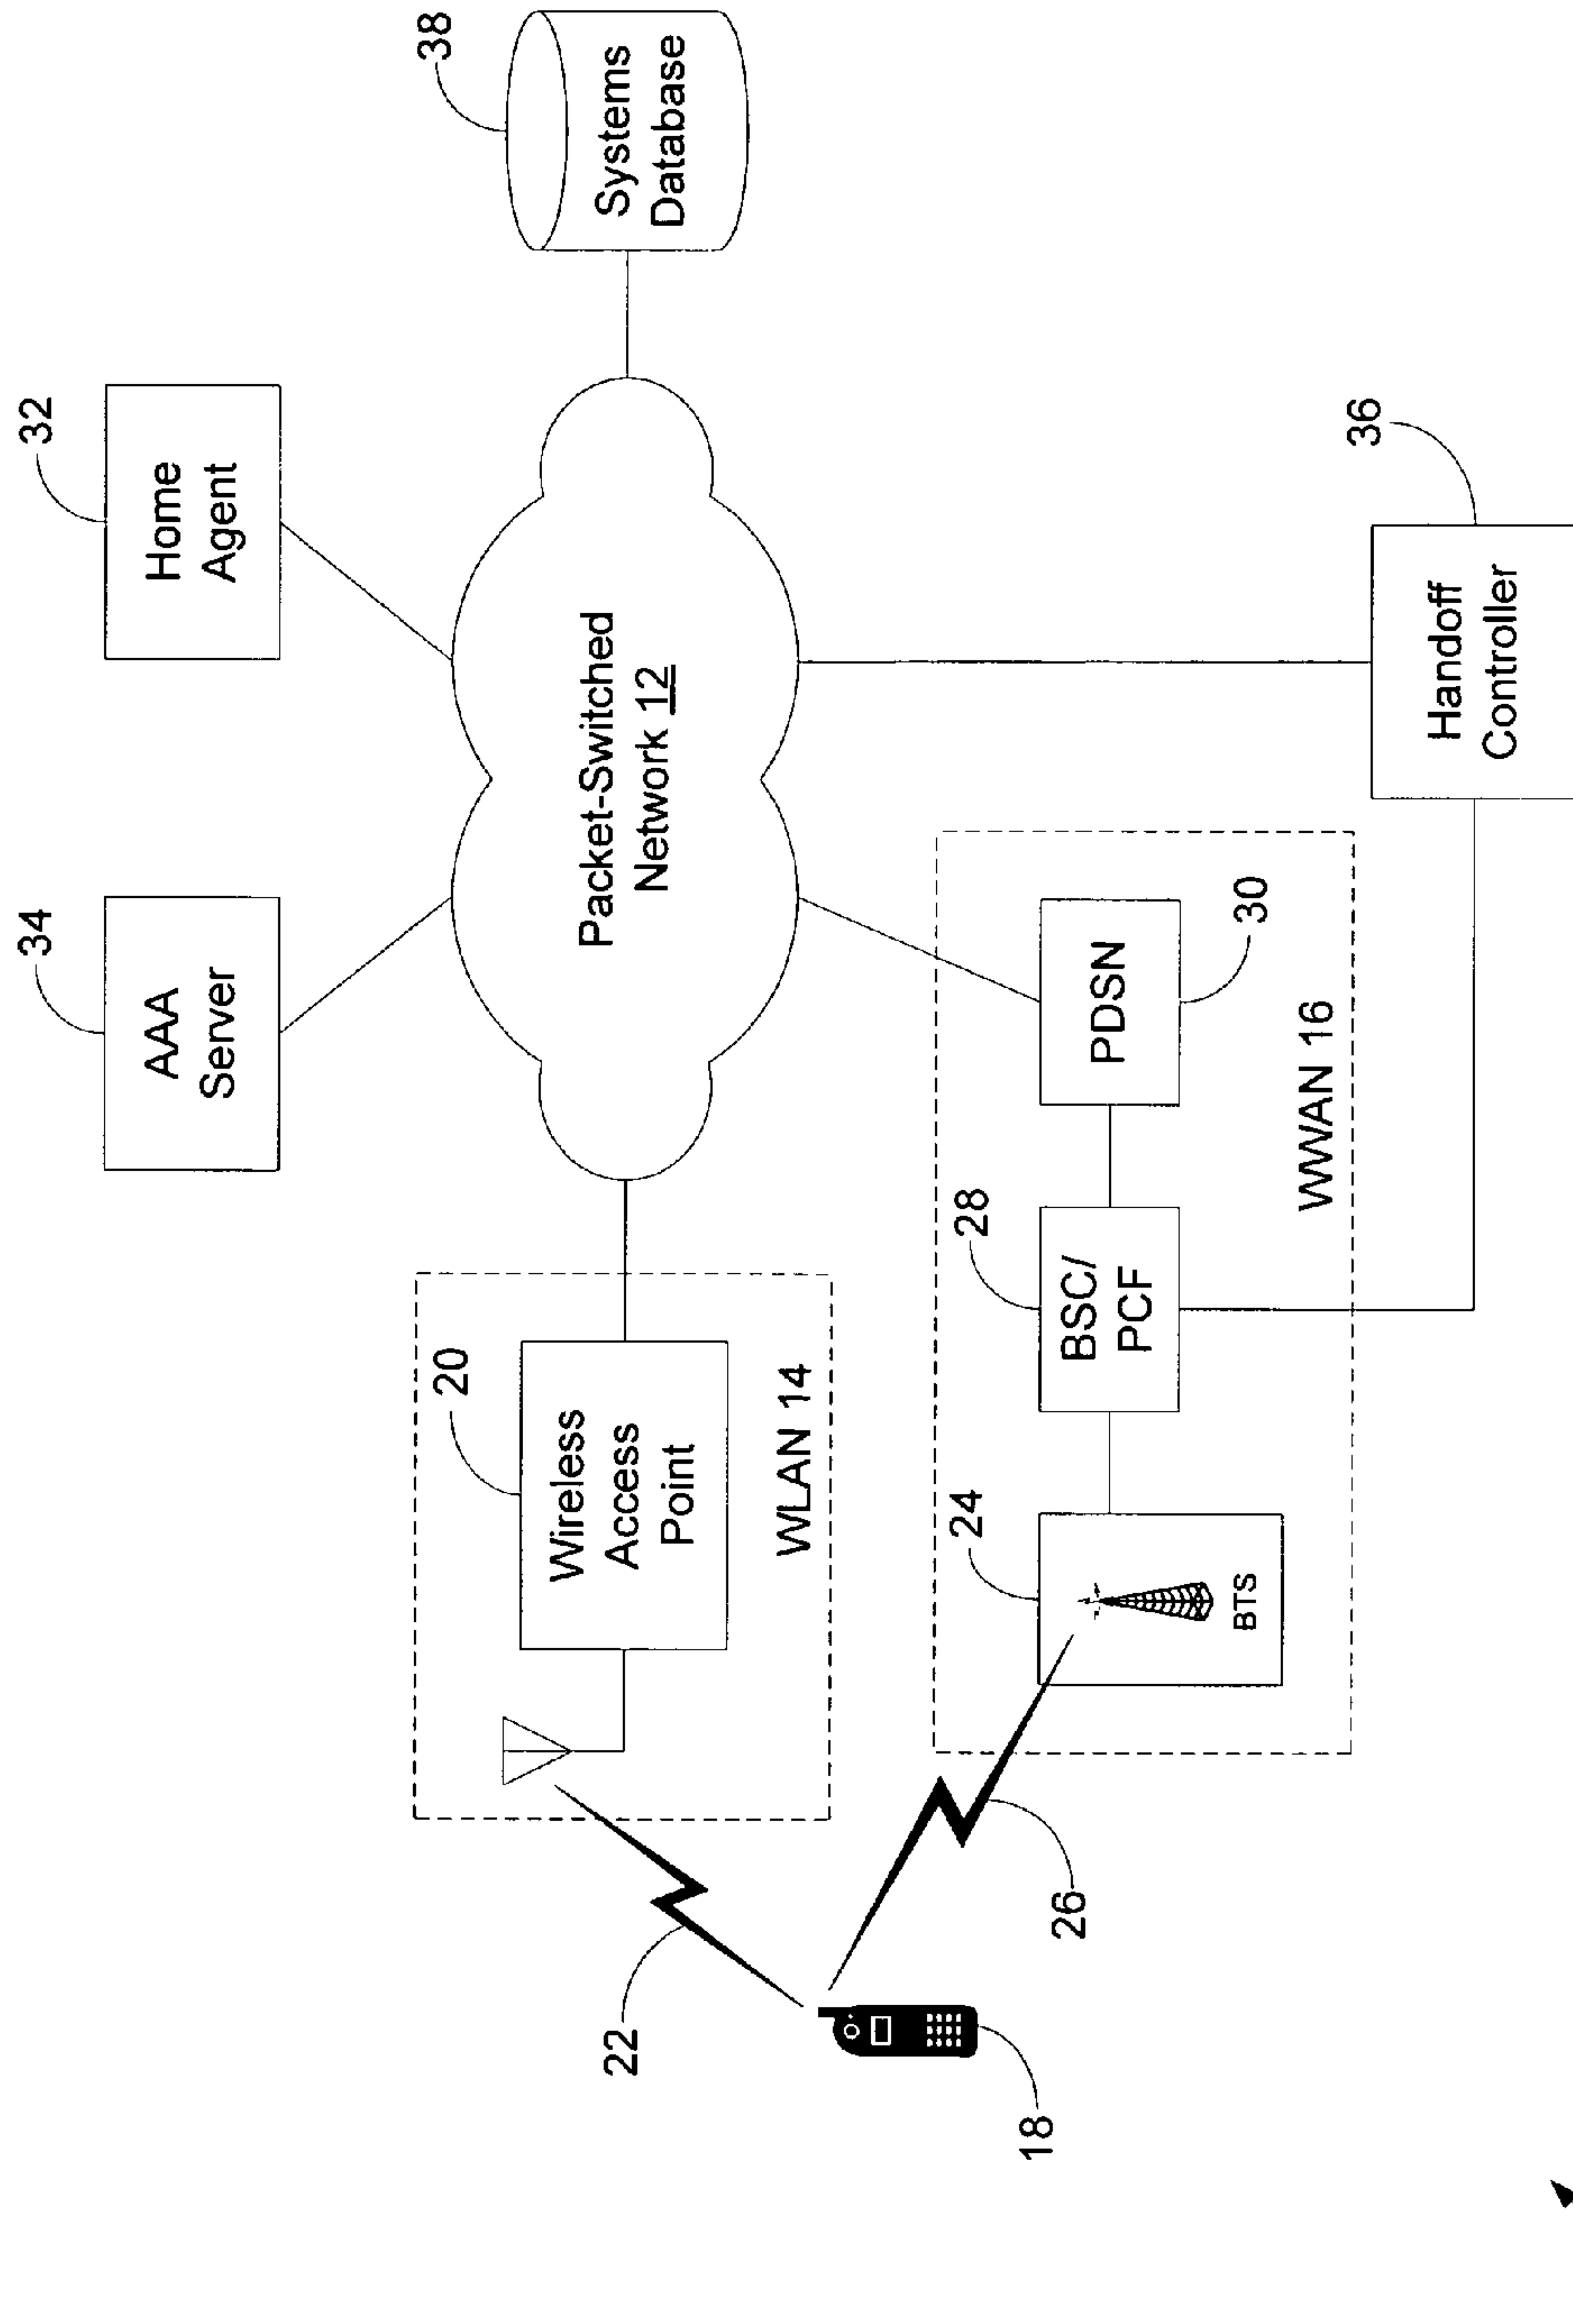 34
AAA
Server
32
Home
Agent
38
Systems
Database
Packet-Switched
Network 12
20
Wireless
Access
Point
WLAN 14
22
18
26
24
BTS
28
BSC/
PCF
PDSN
30
WWAN 16
36
Handoff
Controller